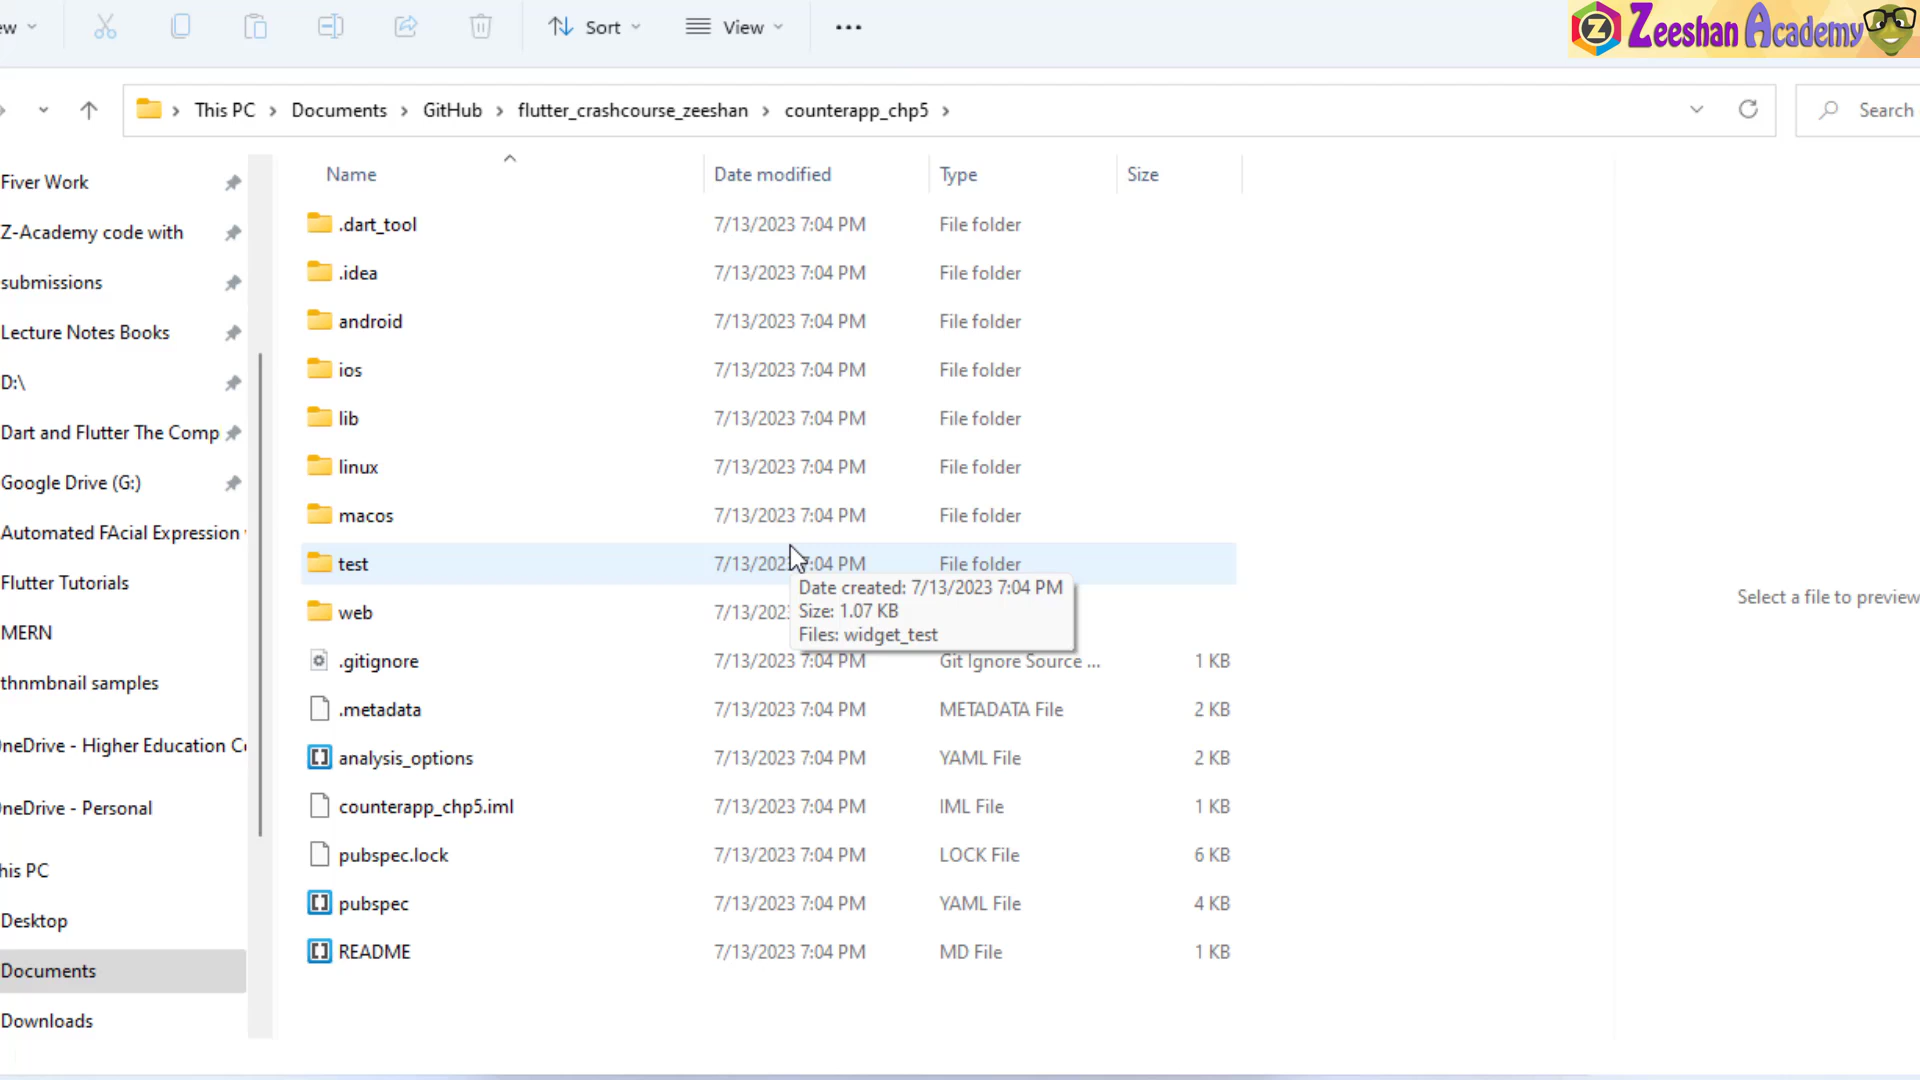 ew
Sort
View
Zeeshan Academy
This PC
Documents
GitHub
flutter_crashcourse_zeeshan
counterapp_chp5
Search
Fiver Work
Z-Academy code with
submissions
Lecture Notes Books
D:\
Dart and Flutter The Comp
Google Drive (G:)
Automated FAcial Expression
Flutter Tutorials
MERN
thnmbnail samples
neDrive - Higher Education C
neDrive - Personal
his PC
Desktop
Documents
Downloads
Name Date modified Type Size
.dart_tool 7/13/2023 7:04 PM File folder
.idea 7/13/2023 7:04 PM File folder
android 7/13/2023 7:04 PM File folder
ios 7/13/2023 7:04 PM File folder
lib 7/13/2023 7:04 PM File folder
linux 7/13/2023 7:04 PM File folder
macos 7/13/2023 7:04 PM File folder
test 7/13/2023 7:04 PM File folder
Date created: 7/13/2023 7:04 PM
Size: 1.07 KB
Files: widget_test
web 7/13/202
.gitignore 7/13/2023 7:04 PM Git Ignore Source ... 1 KB
.metadata 7/13/2023 7:04 PM METADATA File 2 KB
analysis_options 7/13/2023 7:04 PM YAML File 2 KB
counterapp_chp5.iml 7/13/2023 7:04 PM IML File 1 KB
pubspec.lock 7/13/2023 7:04 PM LOCK File 6 KB
pubspec 7/13/2023 7:04 PM YAML File 4 KB
README 7/13/2023 7:04 PM MD File 1 KB
Select a file to preview